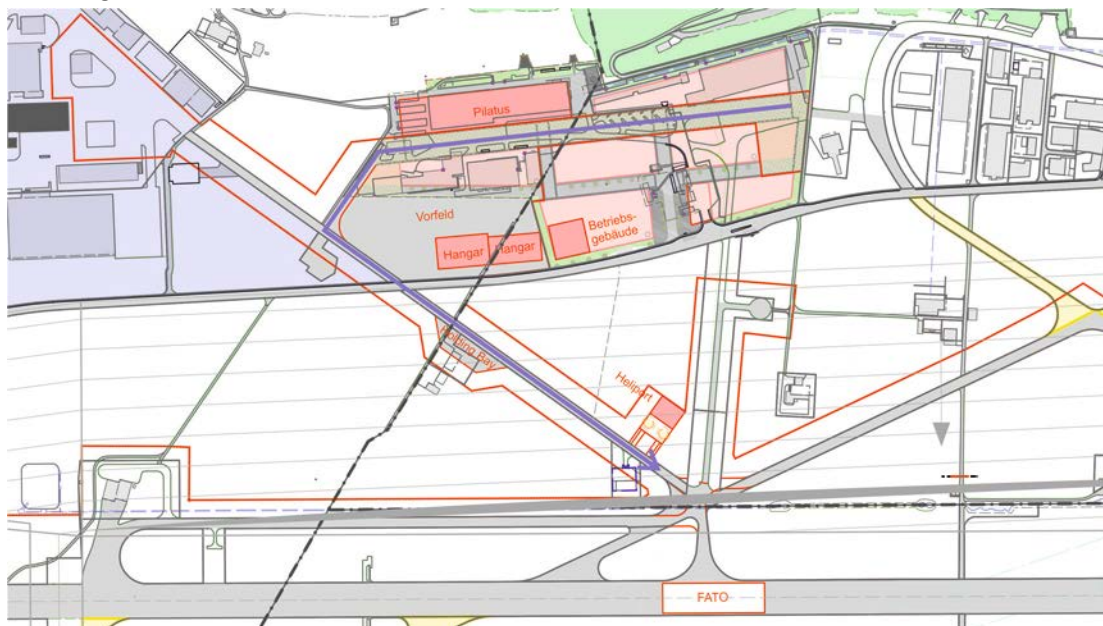 Pilatus
Vorfeld
Betriebs-
gebäude
Hangar
Hangar
Holding Bay
Heliport
FATO